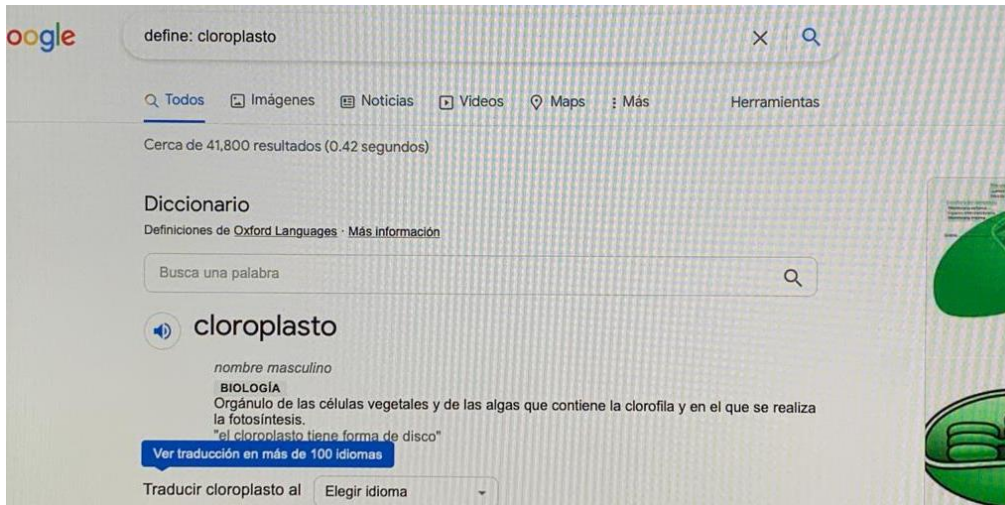 oogle
define: cloroplasto
Todos Imágenes Noticias Videos Maps Más Herramientas
Cerca de 41,800 resultados (0.42 segundos)
Diccionario
Definiciones de Oxford Languages · Más información
Busca una palabra
cloroplasto
nombre masculino
BIOLOGÍA
Orgánulo de las células vegetales y de las algas que contiene la clorofila y en el que se realiza
la fotosíntesis.
"el cloroplasto tiene forma de disco"
Ver traducción en más de 100 idiomas
Traducir cloroplasto al Elegir idioma